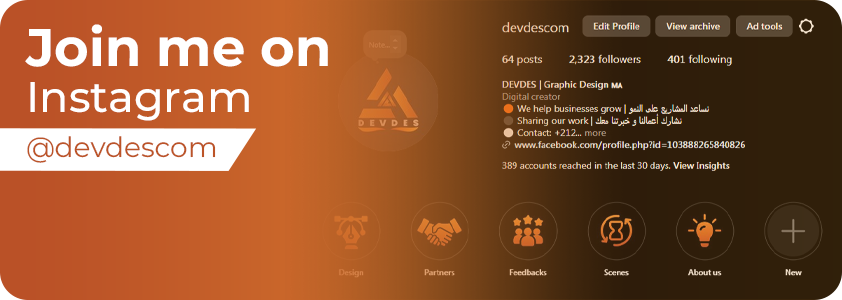 Join me on
Instagram
@devdescom
Note...
DEVDES
devdescom
Edit Profile
View archive
Ad tools
64 posts 2,323 followers 401 following
DEVDES | Graphic Design MA
Digital creator
We help businesses grow | نساعد المشاريع على النمو
Sharing our work | نشارك أعمالنا و خبرتنا معك
Contact: +212... more
www.facebook.com/profile.php?id=103888265840826
389 accounts reached in the last 30 days. View Insights
Design
Partners
Feedbacks
Scenes
About us
New